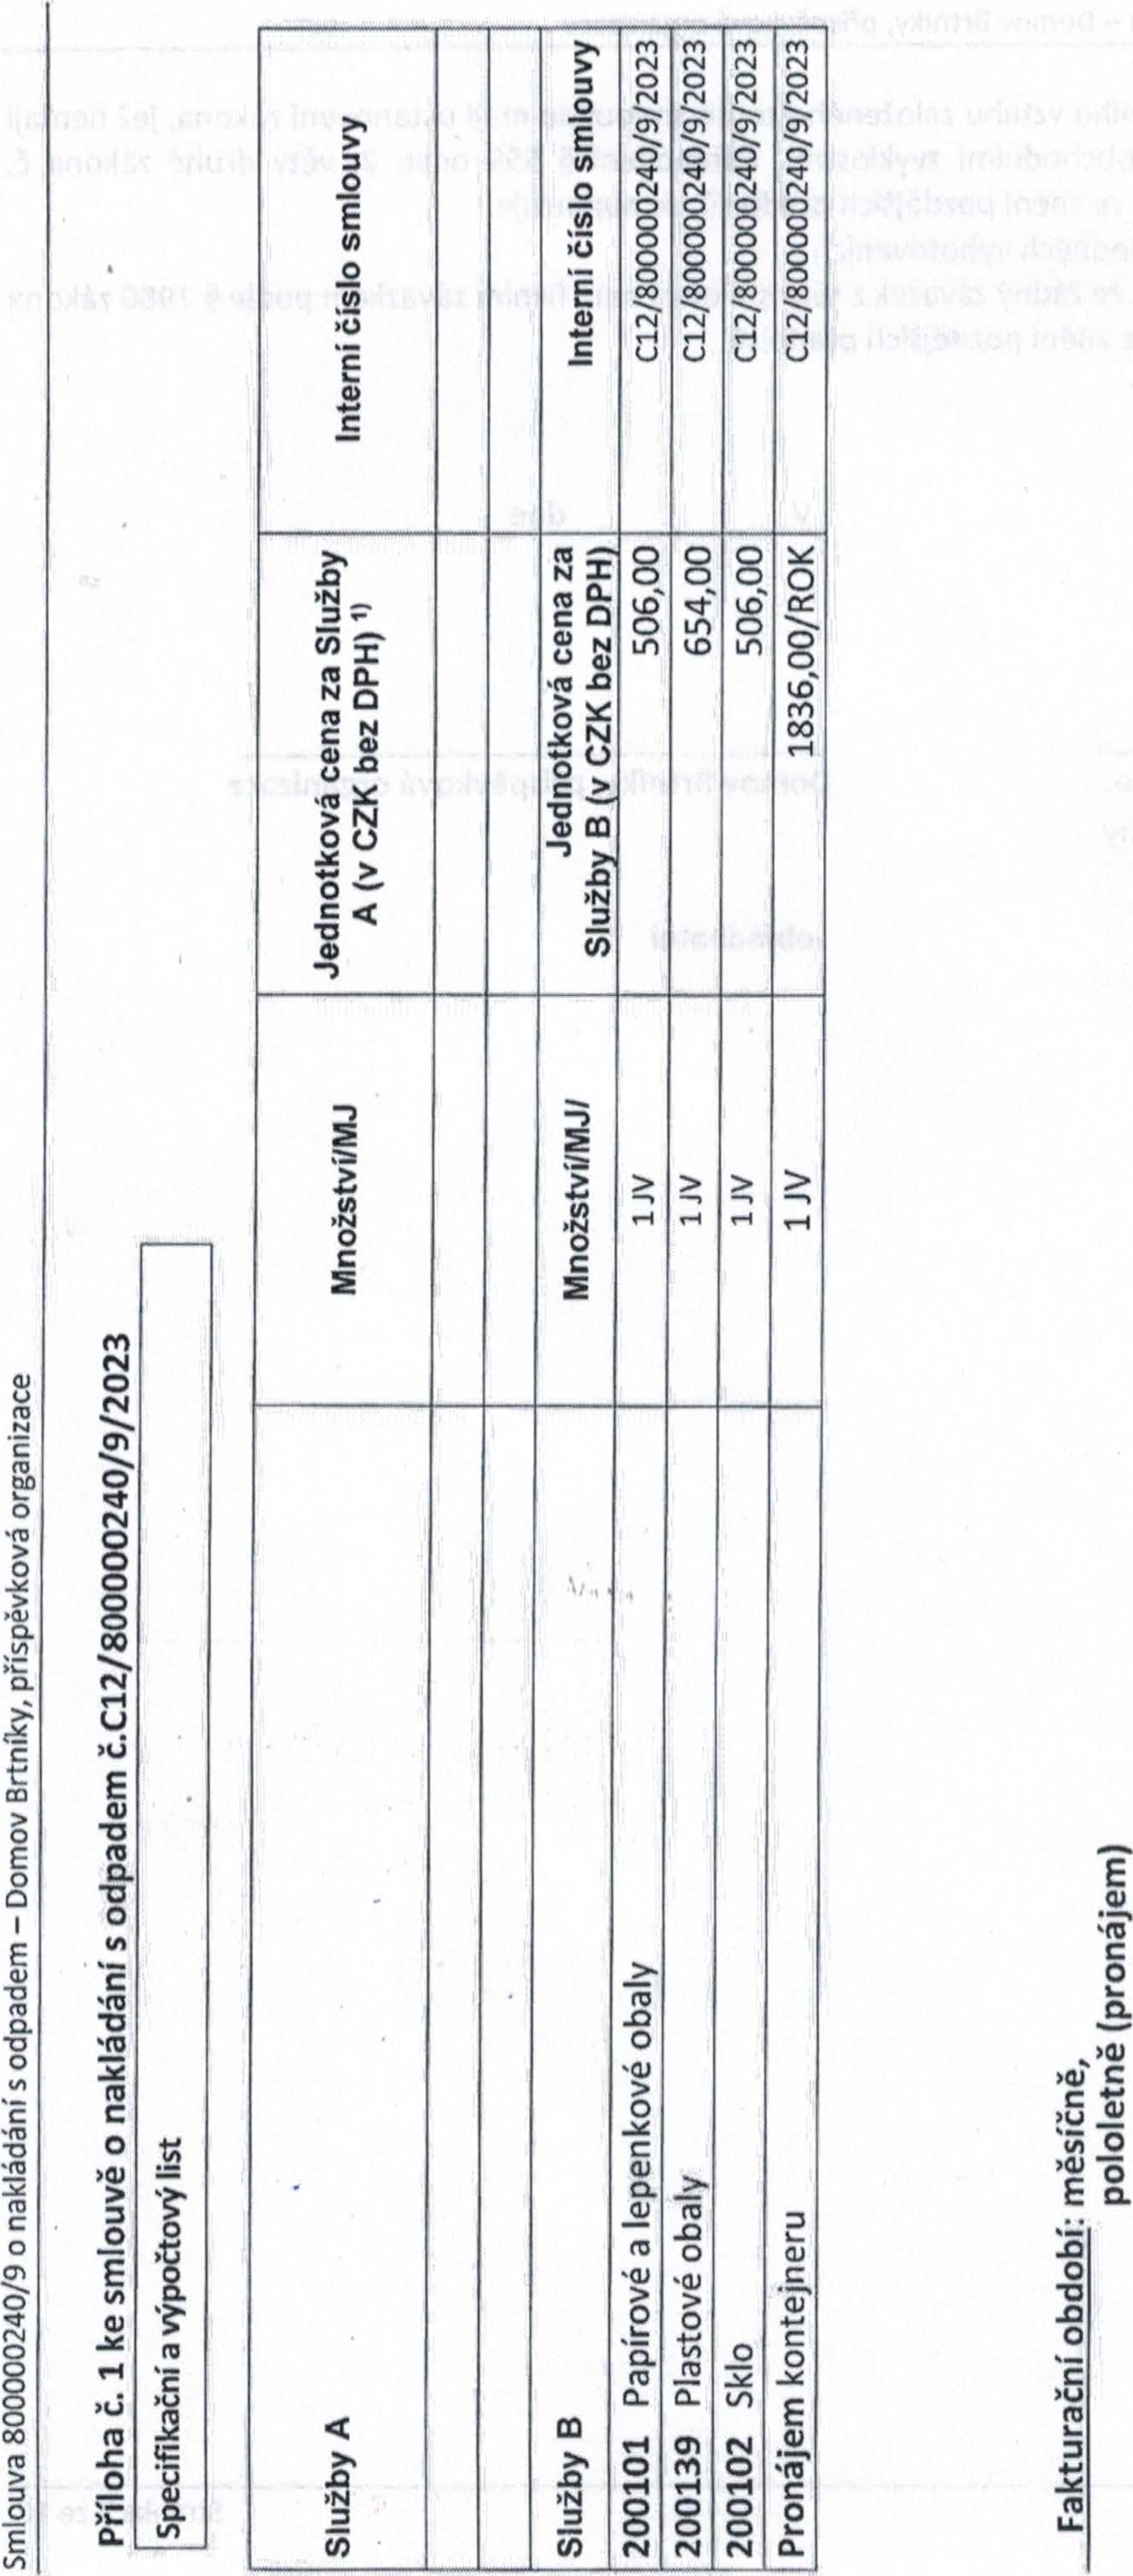 Smlouva 800000240/9 o nakládání s odpadem – Domov Brtníky, příspěvková organizace
Příloha č. 1 ke smlouvě o nakládání s odpadem č.C12/800000240/9/2023
Specifikační a výpočtový list
Služby A Množství/MJ Jednotková cena za Služby A (v CZK bez DPH) 1) Interní číslo smlouvy
Služby B Množství/MJ/ Jednotková cena za Služby B (v CZK bez DPH) Interní číslo smlouvy
200101 Papírové a lepenkové obaly 1 JV 506,00 C12/800000240/9/2023
200139 Plastové obaly 1 JV 654,00 C12/800000240/9/2023
200102 Sklo 1 JV 506,00 C12/800000240/9/2023
Pronájem kontejneru 1 JV 1836,00/ROK C12/800000240/9/2023
Fakturační období: měsíčně,
pololetně (pronájem)